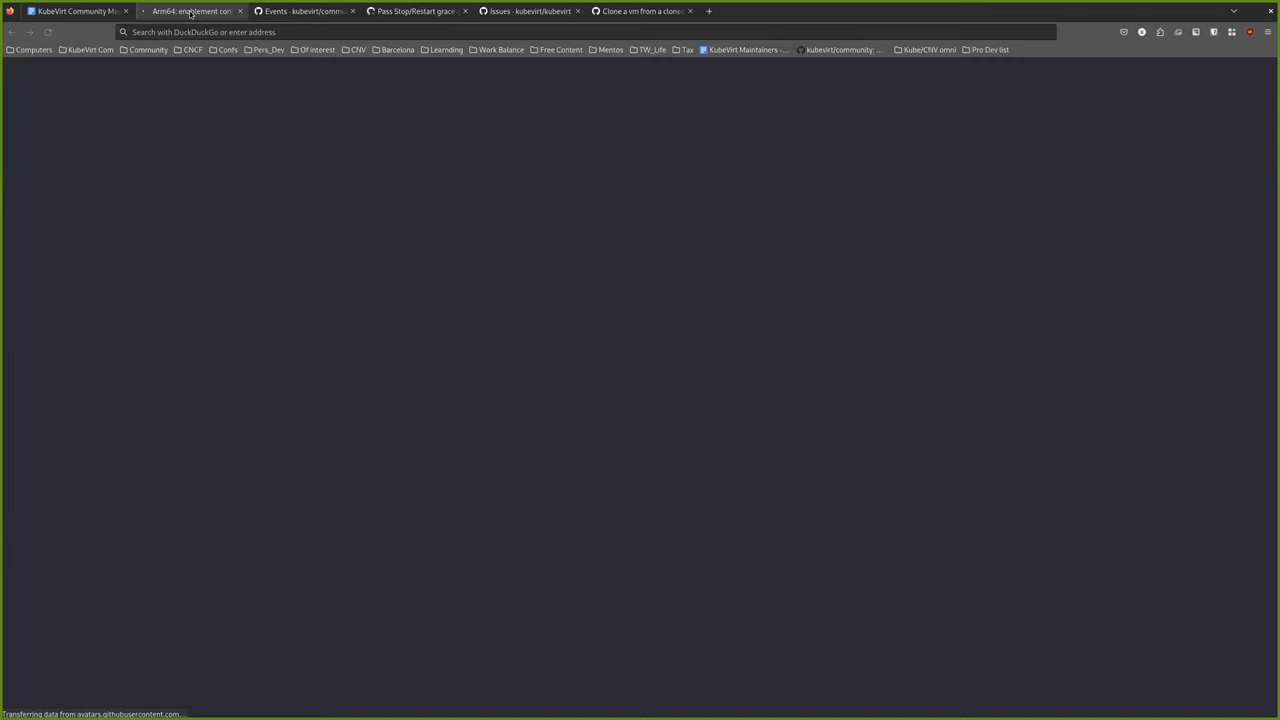 KubeVirt Community Me
Arm64: enablement con
Events · kubevirt/commu
Pass Stop/Restart grace
Issues · kubevirt/kubevirt
Clone a vm from a cloned
Search with DuckDuckGo or enter address
Computers
KubeVirt Com
Community
CNCF
Confs
Pers_Dev
Of interest
CNV
Barcelona
Learnding
Work Balance
Free Content
Mentos
TW_Life
Tax
KubeVirt Maintainers -...
kubevirt/community: ...
Kube/CNV omni
Pro Dev list
Transferring data from avatars.githubusercontent.com...